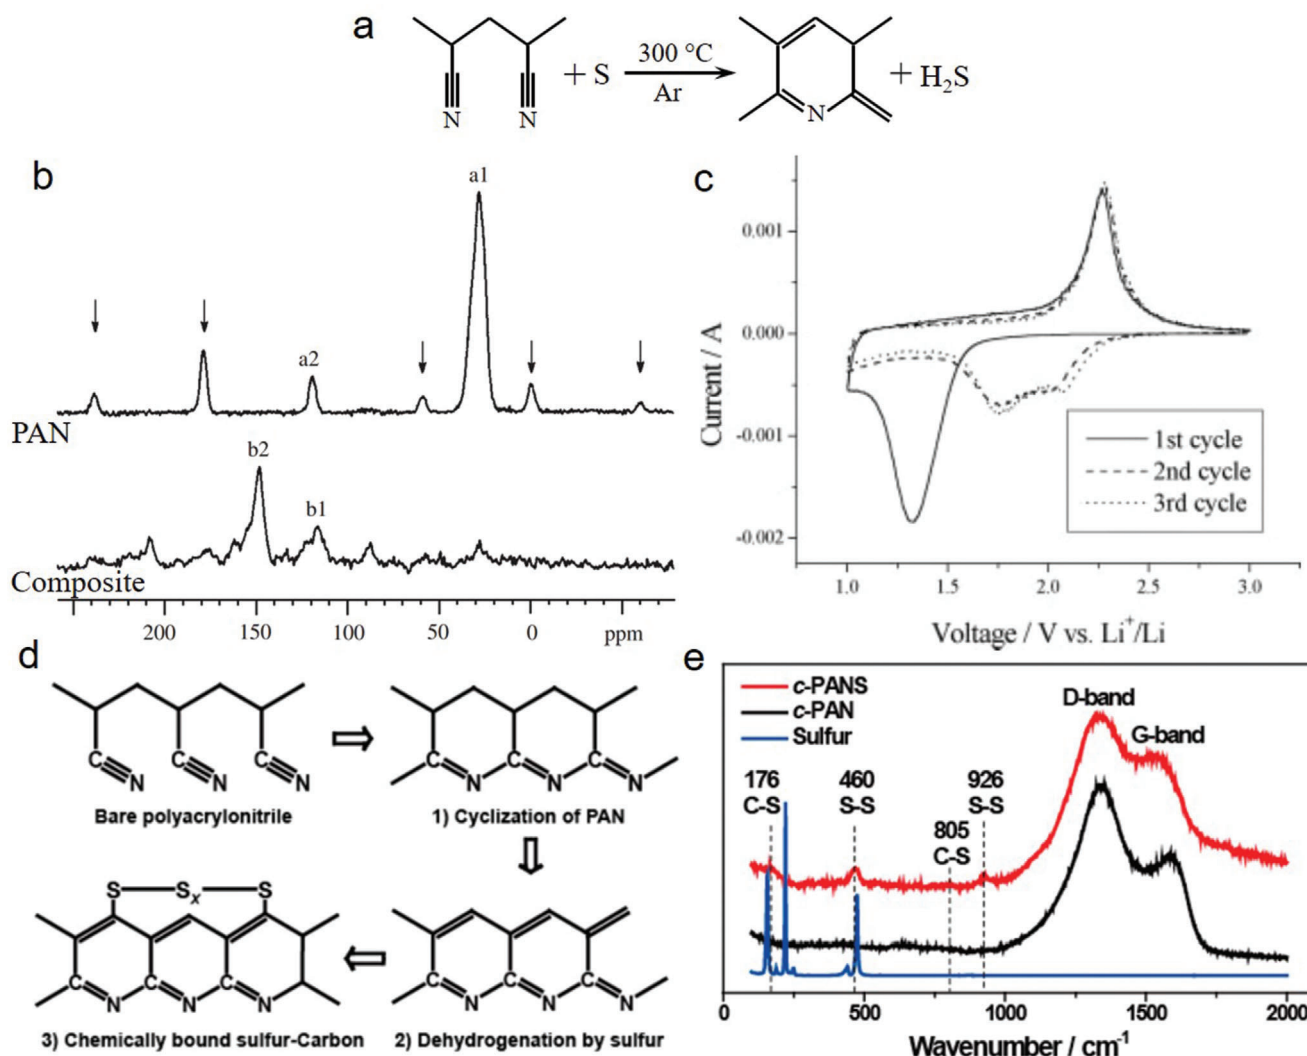 a
N
N
+ S
300 °C
Ar
N
+ H₂S
b
a1
a2
PAN
b2
b1
Composite
200
150
100
50
0
ppm
c
0.001
0.000
-0.001
-0.002
Current / A
1st cycle
2nd cycle
3rd cycle
1.0
1.5
2.0
2.5
3.0
Voltage / V vs. Li⁺/Li
d
C
C
C
N
N
N
Bare polyacrylonitrile
C
C
C
N
N
N
1) Cyclization of PAN
S
Sₓ
S
C
C
C
N
N
N
3) Chemically bound sulfur-Carbon
C
C
C
N
N
N
2) Dehydrogenation by sulfur
e
c-PANS
c-PAN
Sulfur
D-band
G-band
176
C-S
460
S-S
805
C-S
926
S-S
0
500
1000
1500
2000
Wavenumber / cm⁻¹